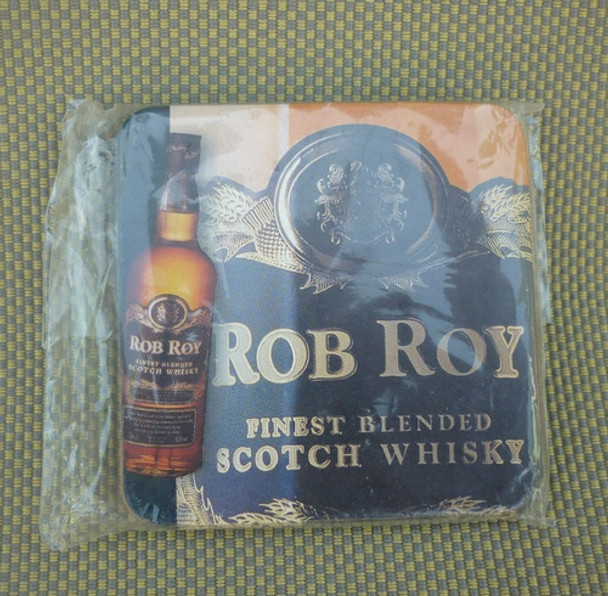 ROB ROY
FINEST BLENDED
SCOTCH WHISKY
ROB ROY
FINEST BLENDED
SCOTCH WHISKY